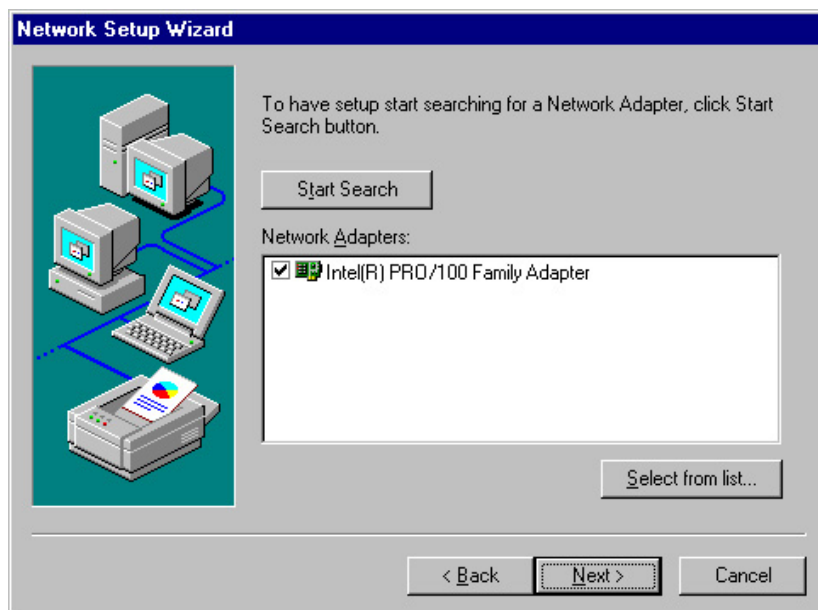 Network Setup Wizard
To have setup start searching for a Network Adapter, click Start
Search button.
Start Search
Network Adapters:
Intel(R) PRO/100 Family Adapter
Select from list...
< Back
Next >
Cancel